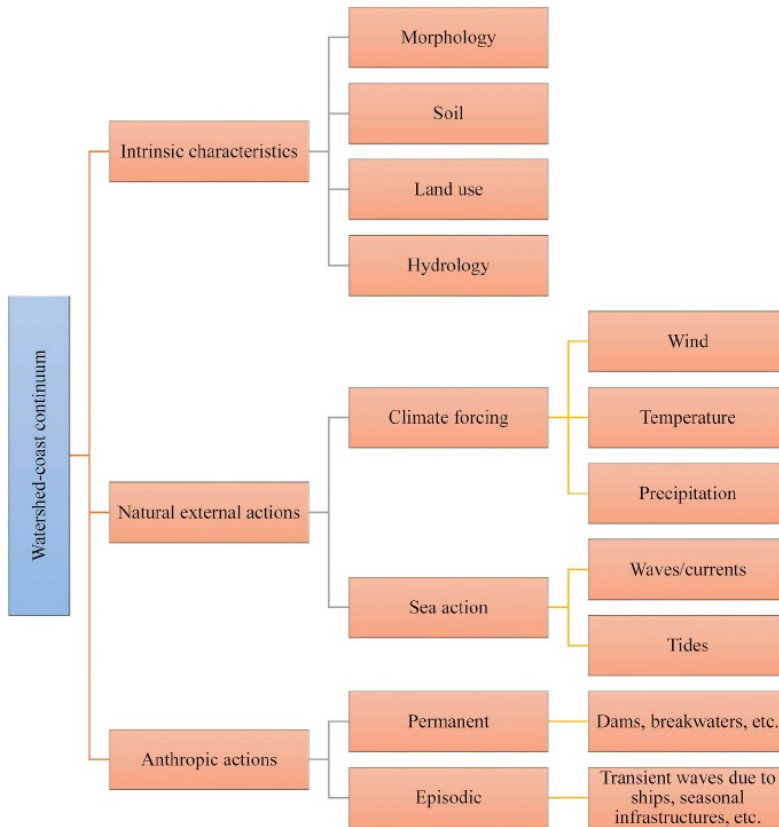 Watershed-coast continuum
Intrinsic characteristics
Morphology
Soil
Land use
Hydrology
Natural external actions
Climate forcing
Wind
Temperature
Precipitation
Sea action
Waves/currents
Tides
Anthropic actions
Permanent
Dams, breakwaters, etc.
Episodic
Transient waves due to
ships, seasonal
infrastructures, etc.